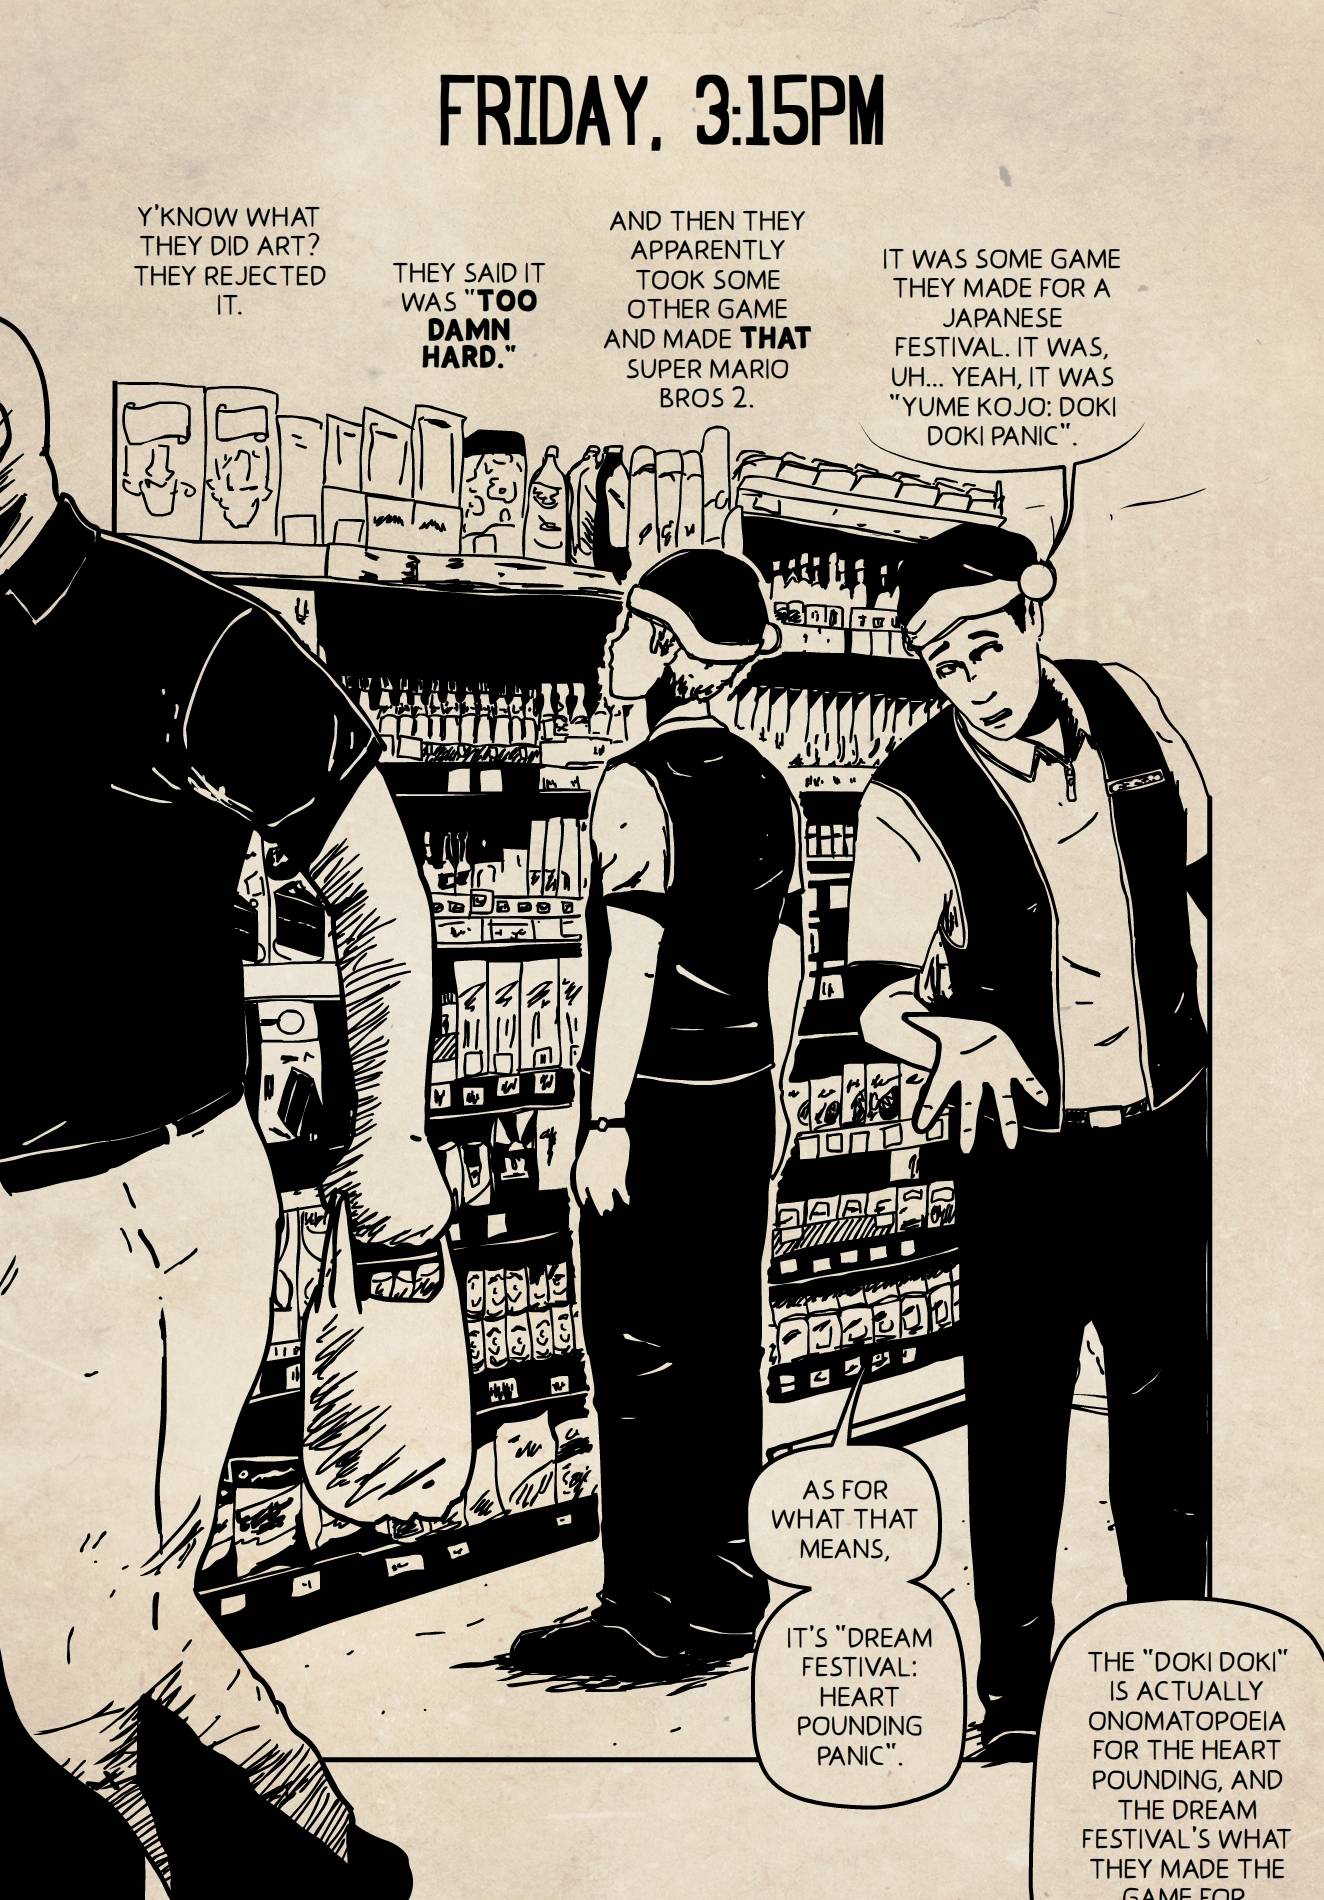 FRIDAY, 3:15PM
Y'KNOW WHAT
THEY DID ART?
THEY REJECTED
IT.
THEY SAID IT
WAS "TOO
DAMN
HARD."
AND THEN THEY
APPARENTLY
TOOK SOME
OTHER GAME
AND MADE THAT
SUPER MARIO
BROS 2.
IT WAS SOME GAME
THEY MADE FOR A
JAPANESE
FESTIVAL. IT WAS,
UH... YEAH, IT WAS
"YUME KOJO: DOKI
DOKI PANIC".
AS FOR
WHAT THAT
MEANS,
IT'S "DREAM
FESTIVAL:
HEART
POUNDING
PANIC".
THE "DOKI DOKI"
IS ACTUALLY
ONOMATOPOEIA
FOR THE HEART
POUNDING, AND
THE DREAM
FESTIVAL'S WHAT
THEY MADE THE
GAME FOR